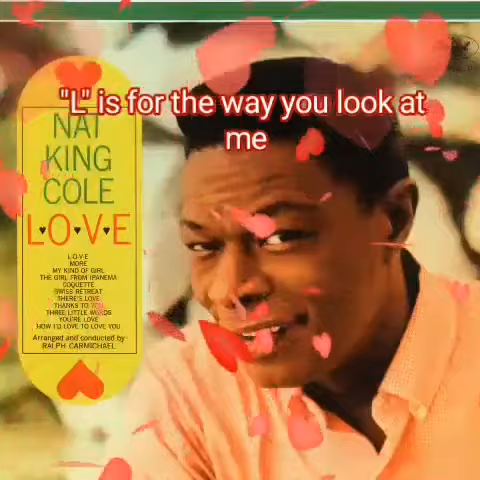 "L" is for the way you look at
me
NAT
KING
COLE
L·O·V·E
L-O-V-E
MORE
MY KIND OF GIRL
THE GIRL FROM IPANEMA
COQUETTE
SWISS RETREAT
THERE'S LOVE
THANKS TO YOU
THREE LITTLE WORDS
YOU'RE LOVE
HOW I'D LOVE TO LOVE YOU
Arranged and conducted by
RALPH CARMICHAEL